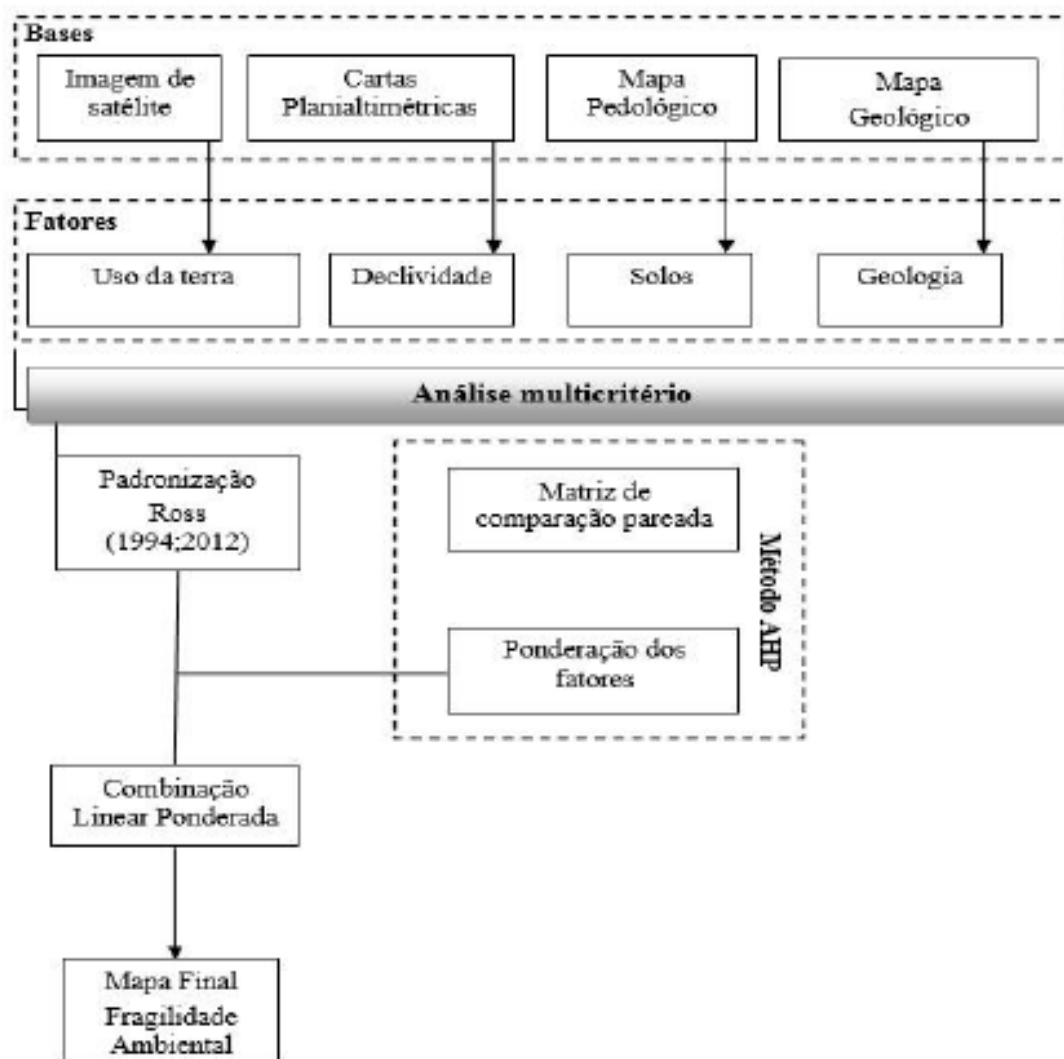 Bases
Imagem de
satélite
Cartas
Planialtimétricas
Mapa
Pedológico
Mapa
Geológico
Fatores
Uso da terra
Declividade
Solos
Geologia
Análise multicritério
Padronização
Ross
(1994;2012)
Matriz de
comparação pareada
Ponderação dos
fatores
Método AHP
Combinação
Linear Ponderada
Mapa Final
Fragilidade
Ambiental